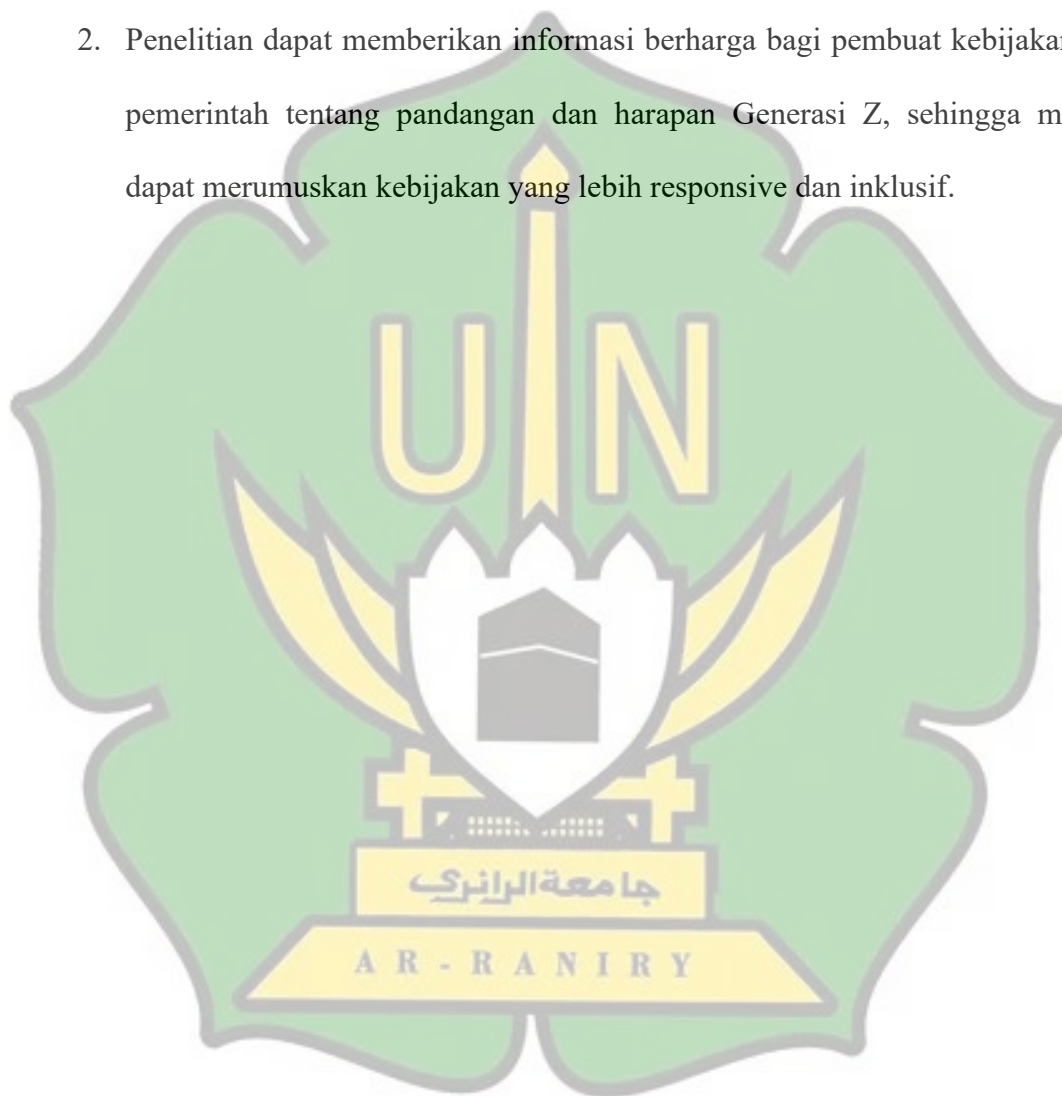 2. Penelitian dapat memberikan informasi berharga bagi pembuat kebijakan
pemerintah tentang pandangan dan harapan Generasi Z, sehingga
dapat merumuskan kebijakan yang lebih responsive dan inklusif.
UIN
جامعة الرانري
AR-RANIRY